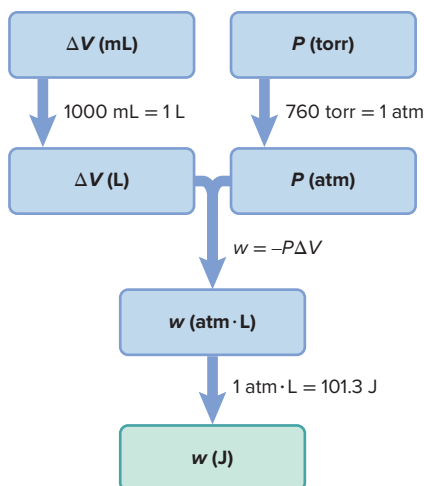 ΔV (mL)
P (torr)
1000 mL = 1 L
760 torr = 1 atm
ΔV (L)
P (atm)
w = –PΔV
w (atm·L)
1 atm·L = 101.3 J
w (J)